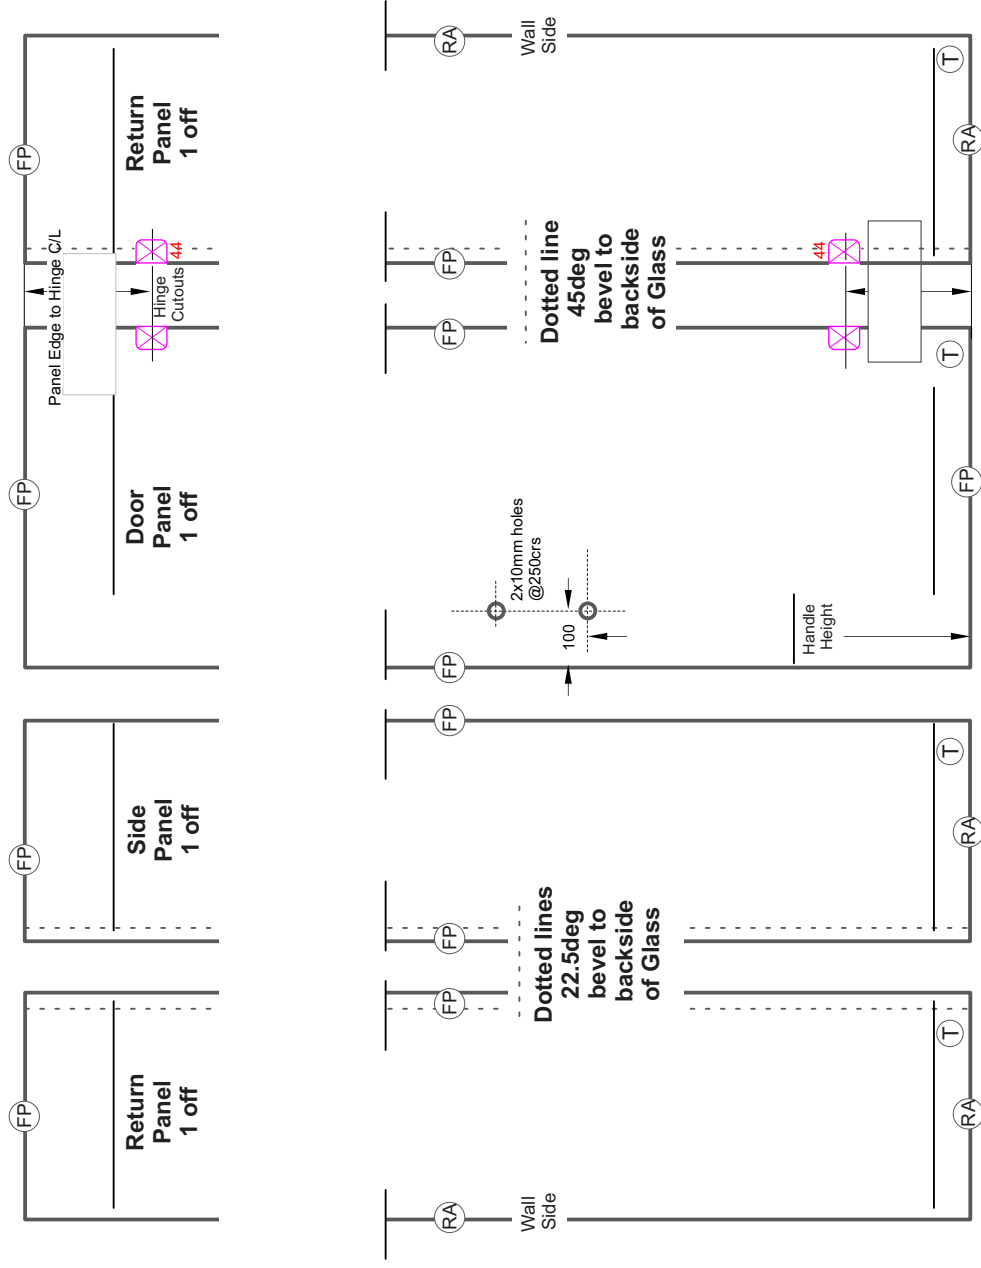 FP
FP
FP
FP
Panel Edge to Hinge C/L
Return
Panel
1 off
Side
Panel
1 off
Door
Panel
1 off
Hinge
Cutouts
44
Return
Panel
1 off
RA
FP
FP
FP
FP
FP
FP
RA
Wall
Side
Dotted lines
22.5deg
bevel to
backside
of Glass
2x10mm holes
@250crs
100
Dotted line
45deg
bevel to
backside
of Glass
Wall
Side
Handle
Height
44
T
T
T
T
RA
RA
FP
RA